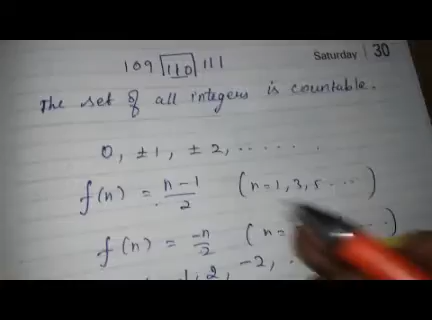 109 110 111
Saturday 30
The set of all integers is countable.
0, ±1, ±2, .......
f(n) = n-1/2 (n=1, 3, 5 ...)
f(n) = -n/2 (n=
2, -2,